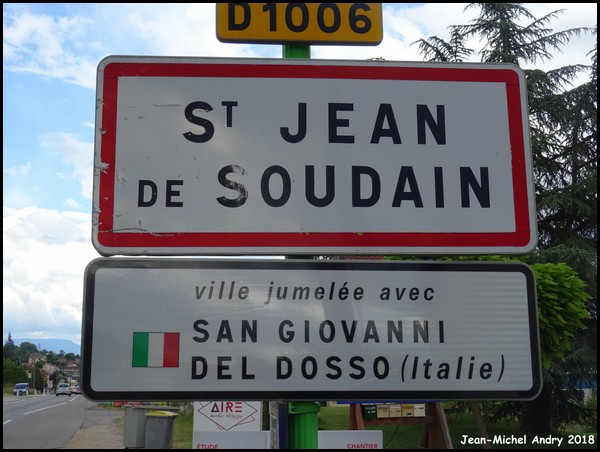 D1006
ST JEAN
DE SOUDAIN
ville jumelée avec
SAN GIOVANNI
DEL DOSSO (Italie)
AIRE
ÉTUDE
CHANTIER
Jean-Michel Andry 2018